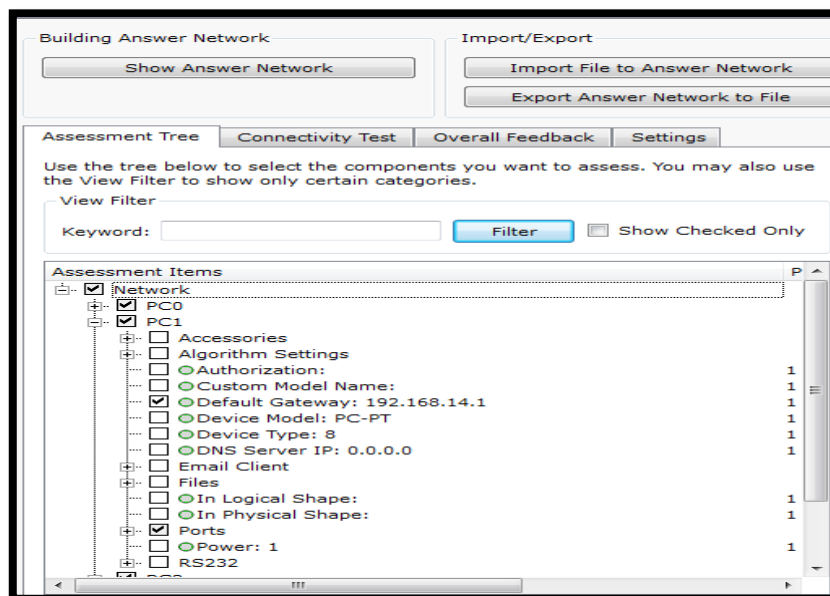 Building Answer Network
Import/Export
Show Answer Network
Import File to Answer Network
Export Answer Network to File
Assessment Tree
Connectivity Test
Overall Feedback
Settings
Use the tree below to select the components you want to assess. You may also use
the View Filter to show only certain categories.
View Filter
Keyword:
Filter
Show Checked Only
Assessment Items P
Network
PC0
PC1
Accessories
Algorithm Settings
Authorization: 1
Custom Model Name: 1
Default Gateway: 192.168.14.1 1
Device Model: PC-PT 1
Device Type: 8 1
DNS Server IP: 0.0.0.0 1
Email Client
Files
In Logical Shape: 1
In Physical Shape: 1
Ports
Power: 1 1
RS232